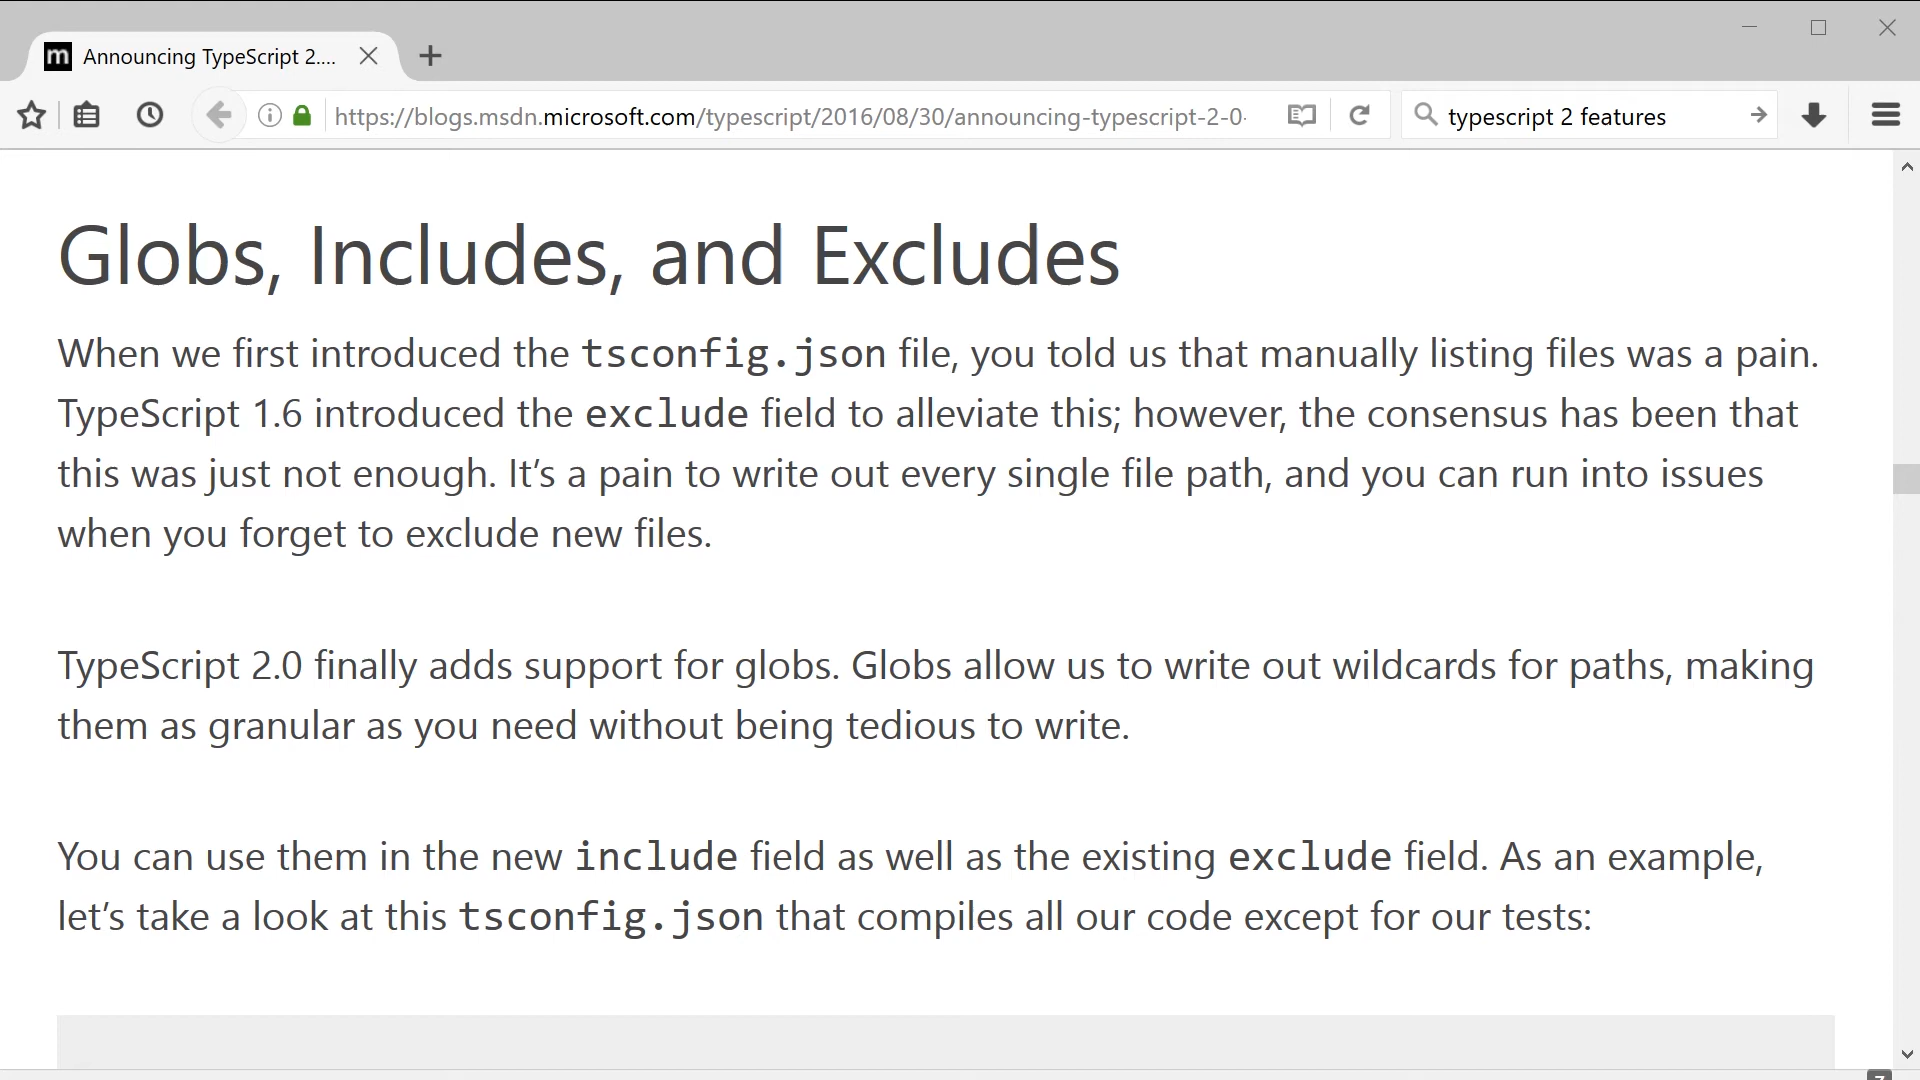 m Announcing TypeScript 2....
https://blogs.msdn.microsoft.com/typescript/2016/08/30/announcing-typescript-2-0-
typescript 2 features
Globs, Includes, and Excludes
When we first introduced the tsconfig.json file, you told us that manually listing files was a pain.
TypeScript 1.6 introduced the exclude field to alleviate this; however, the consensus has been that
this was just not enough. It’s a pain to write out every single file path, and you can run into issues
when you forget to exclude new files.
TypeScript 2.0 finally adds support for globs. Globs allow us to write out wildcards for paths, making
them as granular as you need without being tedious to write.
You can use them in the new include field as well as the existing exclude field. As an example,
let’s take a look at this tsconfig.json that compiles all our code except for our tests: